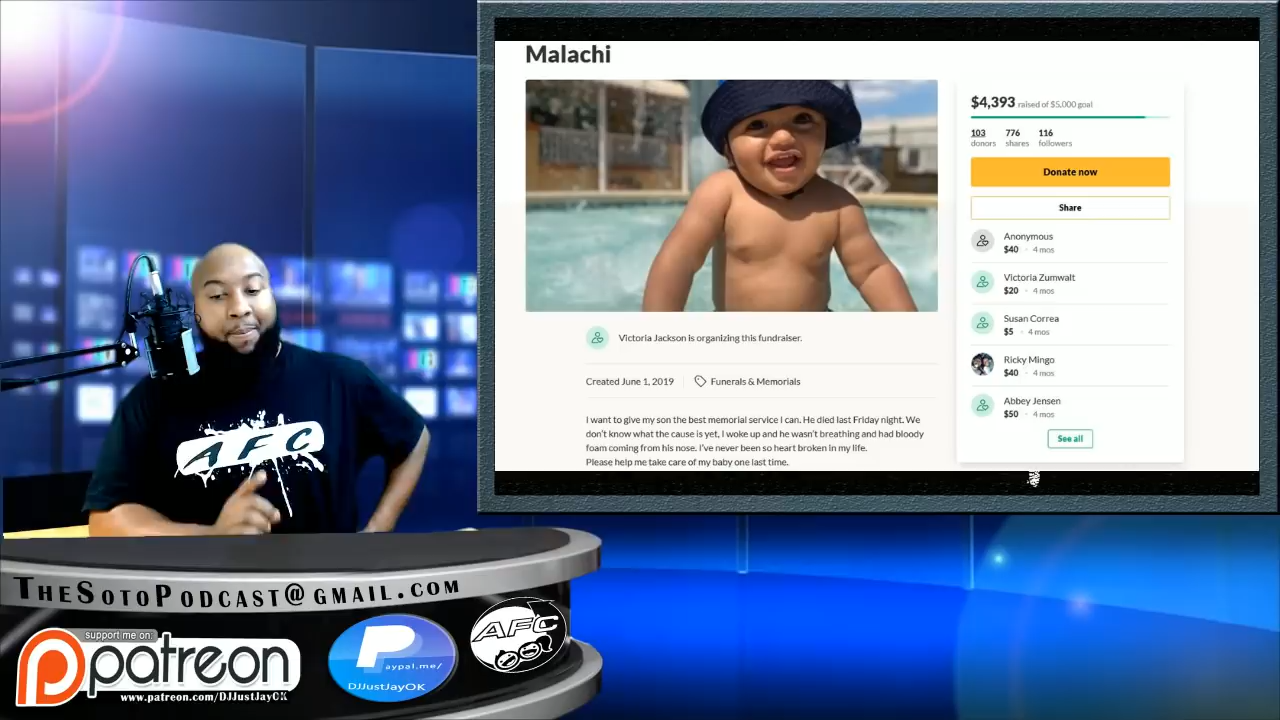 Malachi
$4,393 raised of $5,000 goal
103 776 116
donors shares followers
Donate now
Share
Anonymous
$40 · 4 mos
Victoria Zumwalt
$20 · 4 mos
Susan Correa
$5 · 4 mos
Ricky Mingo
$40 · 4 mos
Abbey Jensen
$50 · 4 mos
See all
Victoria Jackson is organizing this fundraiser.
Created June 1, 2019 Funerals & Memorials
I want to give my son the best memorial service I can. He died last Friday night. We
don't know what the cause is yet, I woke up and he wasn't breathing and had bloody
foam coming from his nose. I've never been so heart broken in my life.
Please help me take care of my baby one last time.
AFC
TheSotoPodcast@gmail.com
support me on:
patreon
www.patreon.com/DJJustJayOK
Paypal.me/
DJJustJayOK
AFC